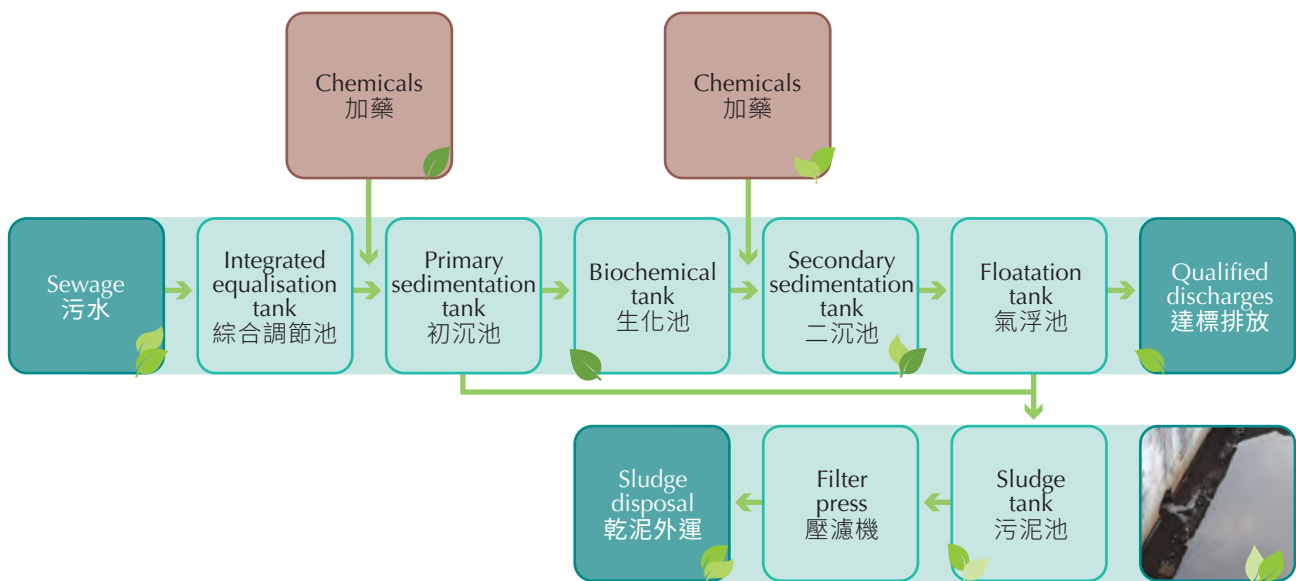 Chemicals
加藥
Chemicals
加藥
Sewage
污水
Integrated
equalisation
tank
綜合調節池
Primary
sedimentation
tank
初沉池
Biochemical
tank
生化池
Secondary
sedimentation
tank
二沉池
Floatation
tank
氣浮池
Qualified
discharges
達標排放
Sludge
disposal
乾泥外運
Filter
press
壓濾機
Sludge
tank
污泥池